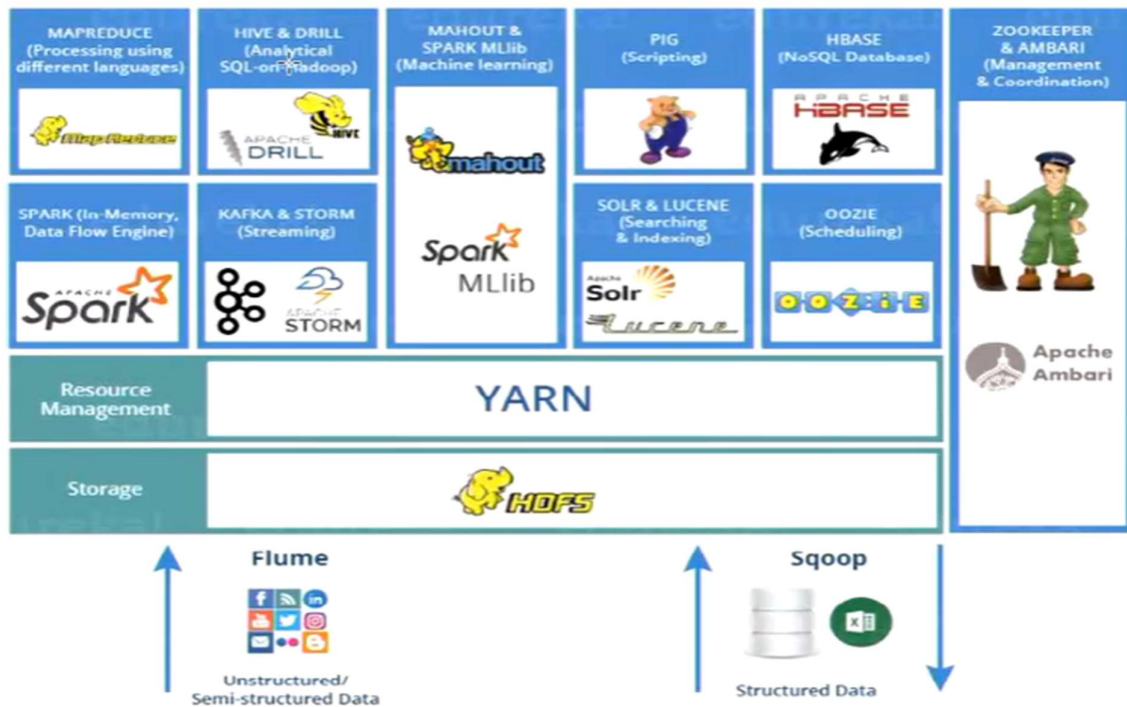 MAPREDUCE
(Processing using
different languages)
MapReduce
HIVE & DRILL
(Analytical
SQL-on-Hadoop)
HIVE
APACHE
DRILL
MAHOUT &
SPARK MLlib
(Machine learning)
mahout
Spark
MLlib
PIG
(Scripting)
HBASE
(NoSQL Database)
APACHE
HBASE
ZOOKEEPER
& AMBARI
(Management
& Coordination)
Apache
Ambari
SPARK (In-Memory,
Data Flow Engine)
APACHE
Spark
KAFKA & STORM
(Streaming)
APACHE
STORM
SOLR & LUCENE
(Searching
& Indexing)
Apache
Solr
Lucene
OOZIE
(Scheduling)
OOZIE
Resource
Management
YARN
Storage
HDFS
Flume
Unstructured/
Semi-structured Data
Sqoop
Structured Data